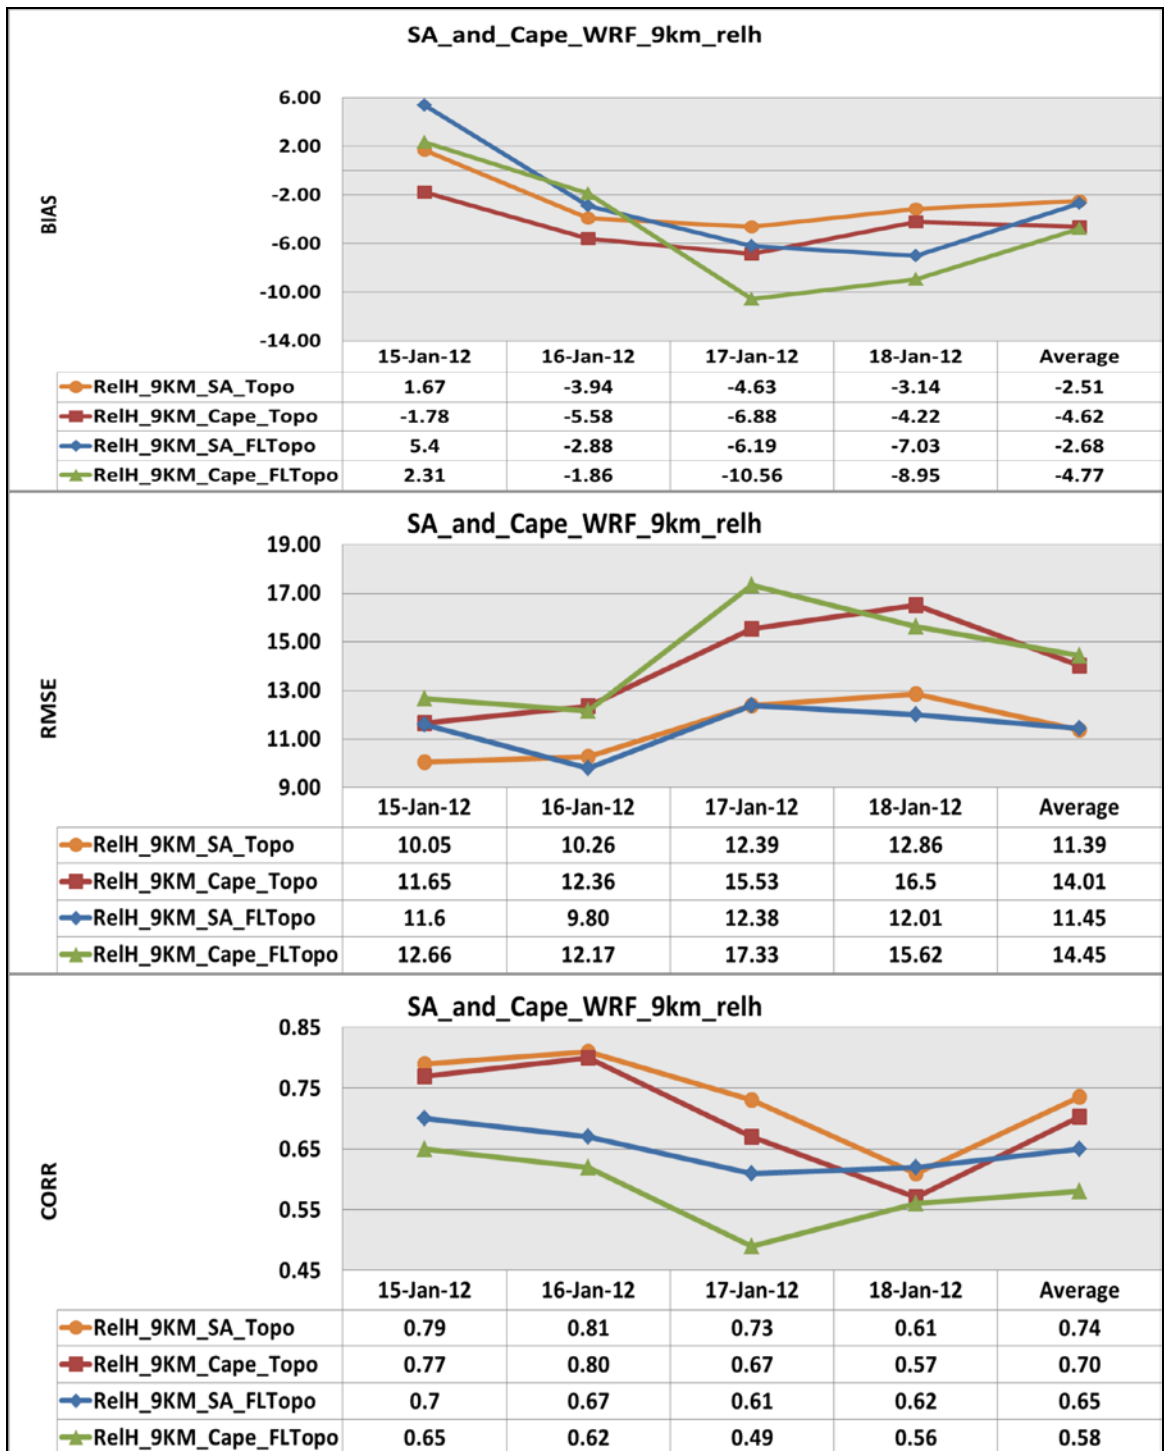 SA_and_Cape_WRF_9km_relh
BIAS
6.00
2.00
-2.00
-6.00
-10.00
-14.00
15-Jan-12 16-Jan-12 17-Jan-12 18-Jan-12 Average
RelH_9KM_SA_Topo 1.67 -3.94 -4.63 -3.14 -2.51
RelH_9KM_Cape_Topo -1.78 -5.58 -6.88 -4.22 -4.62
RelH_9KM_SA_FLTopo 5.4 -2.88 -6.19 -7.03 -2.68
RelH_9KM_Cape_FLTopo 2.31 -1.86 -10.56 -8.95 -4.77
SA_and_Cape_WRF_9km_relh
RMSE
19.00
17.00
15.00
13.00
11.00
9.00
15-Jan-12 16-Jan-12 17-Jan-12 18-Jan-12 Average
RelH_9KM_SA_Topo 10.05 10.26 12.39 12.86 11.39
RelH_9KM_Cape_Topo 11.65 12.36 15.53 16.5 14.01
RelH_9KM_SA_FLTopo 11.6 9.80 12.38 12.01 11.45
RelH_9KM_Cape_FLTopo 12.66 12.17 17.33 15.62 14.45
SA_and_Cape_WRF_9km_relh
CORR
0.85
0.75
0.65
0.55
0.45
15-Jan-12 16-Jan-12 17-Jan-12 18-Jan-12 Average
RelH_9KM_SA_Topo 0.79 0.81 0.73 0.61 0.74
RelH_9KM_Cape_Topo 0.77 0.80 0.67 0.57 0.70
RelH_9KM_SA_FLTopo 0.7 0.67 0.61 0.62 0.65
RelH_9KM_Cape_FLTopo 0.65 0.62 0.49 0.56 0.58